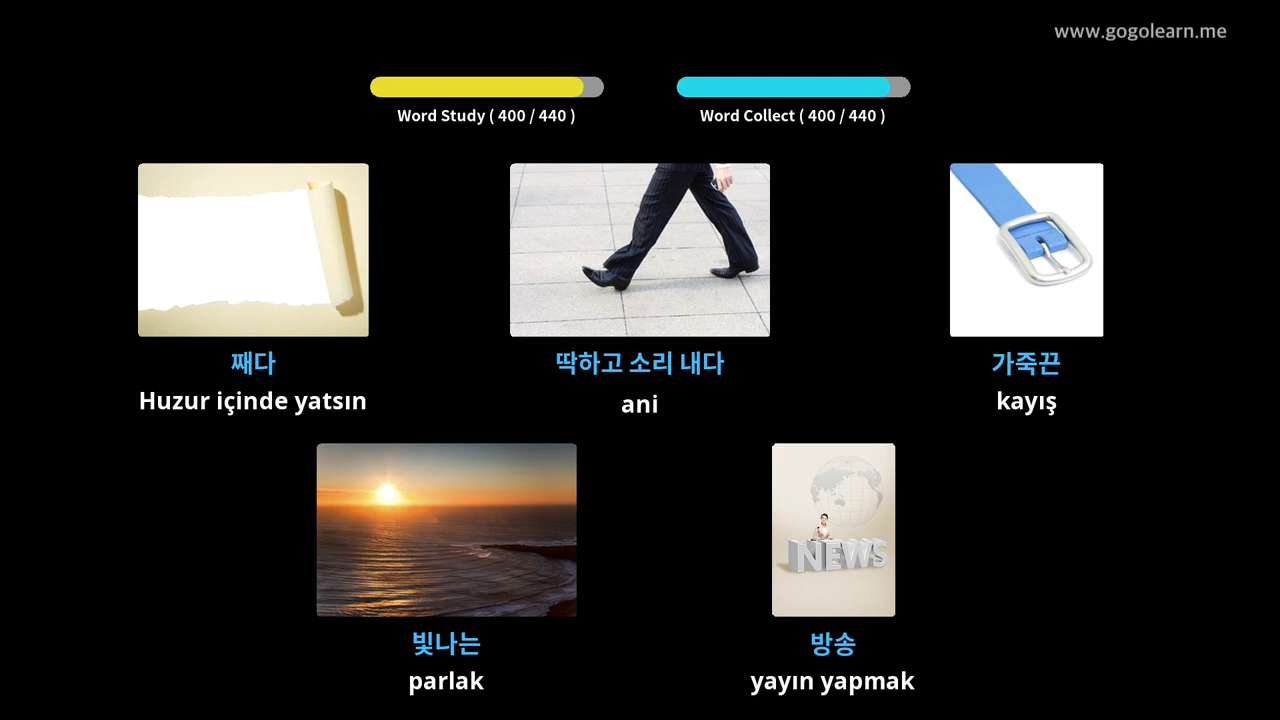 www.gogolearn.me
Word Study ( 400 / 440 )
Word Collect ( 400 / 440 )
째다
Huzur içinde yatsın
딱하고 소리 내다
ani
가죽끈
kayış
NEWS
빛나는
parlak
방송
yayın yapmak